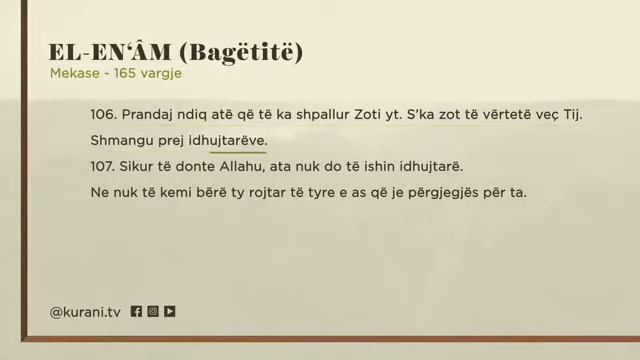 EL-EN‘ÂM (Bagëtitë)
Mekase - 165 vargje
106. Prandaj ndiq atë që të ka shpallur Zoti yt. S’ka zot të vërtetë veç Tij.
Shmangu prej idhujtarëve.
107. Sikur të donte Allahu, ata nuk do të ishin idhujtarë.
Ne nuk të kemi bërë ty rojtar të tyre e as që je përgjegjës për ta.
@kurani.tv